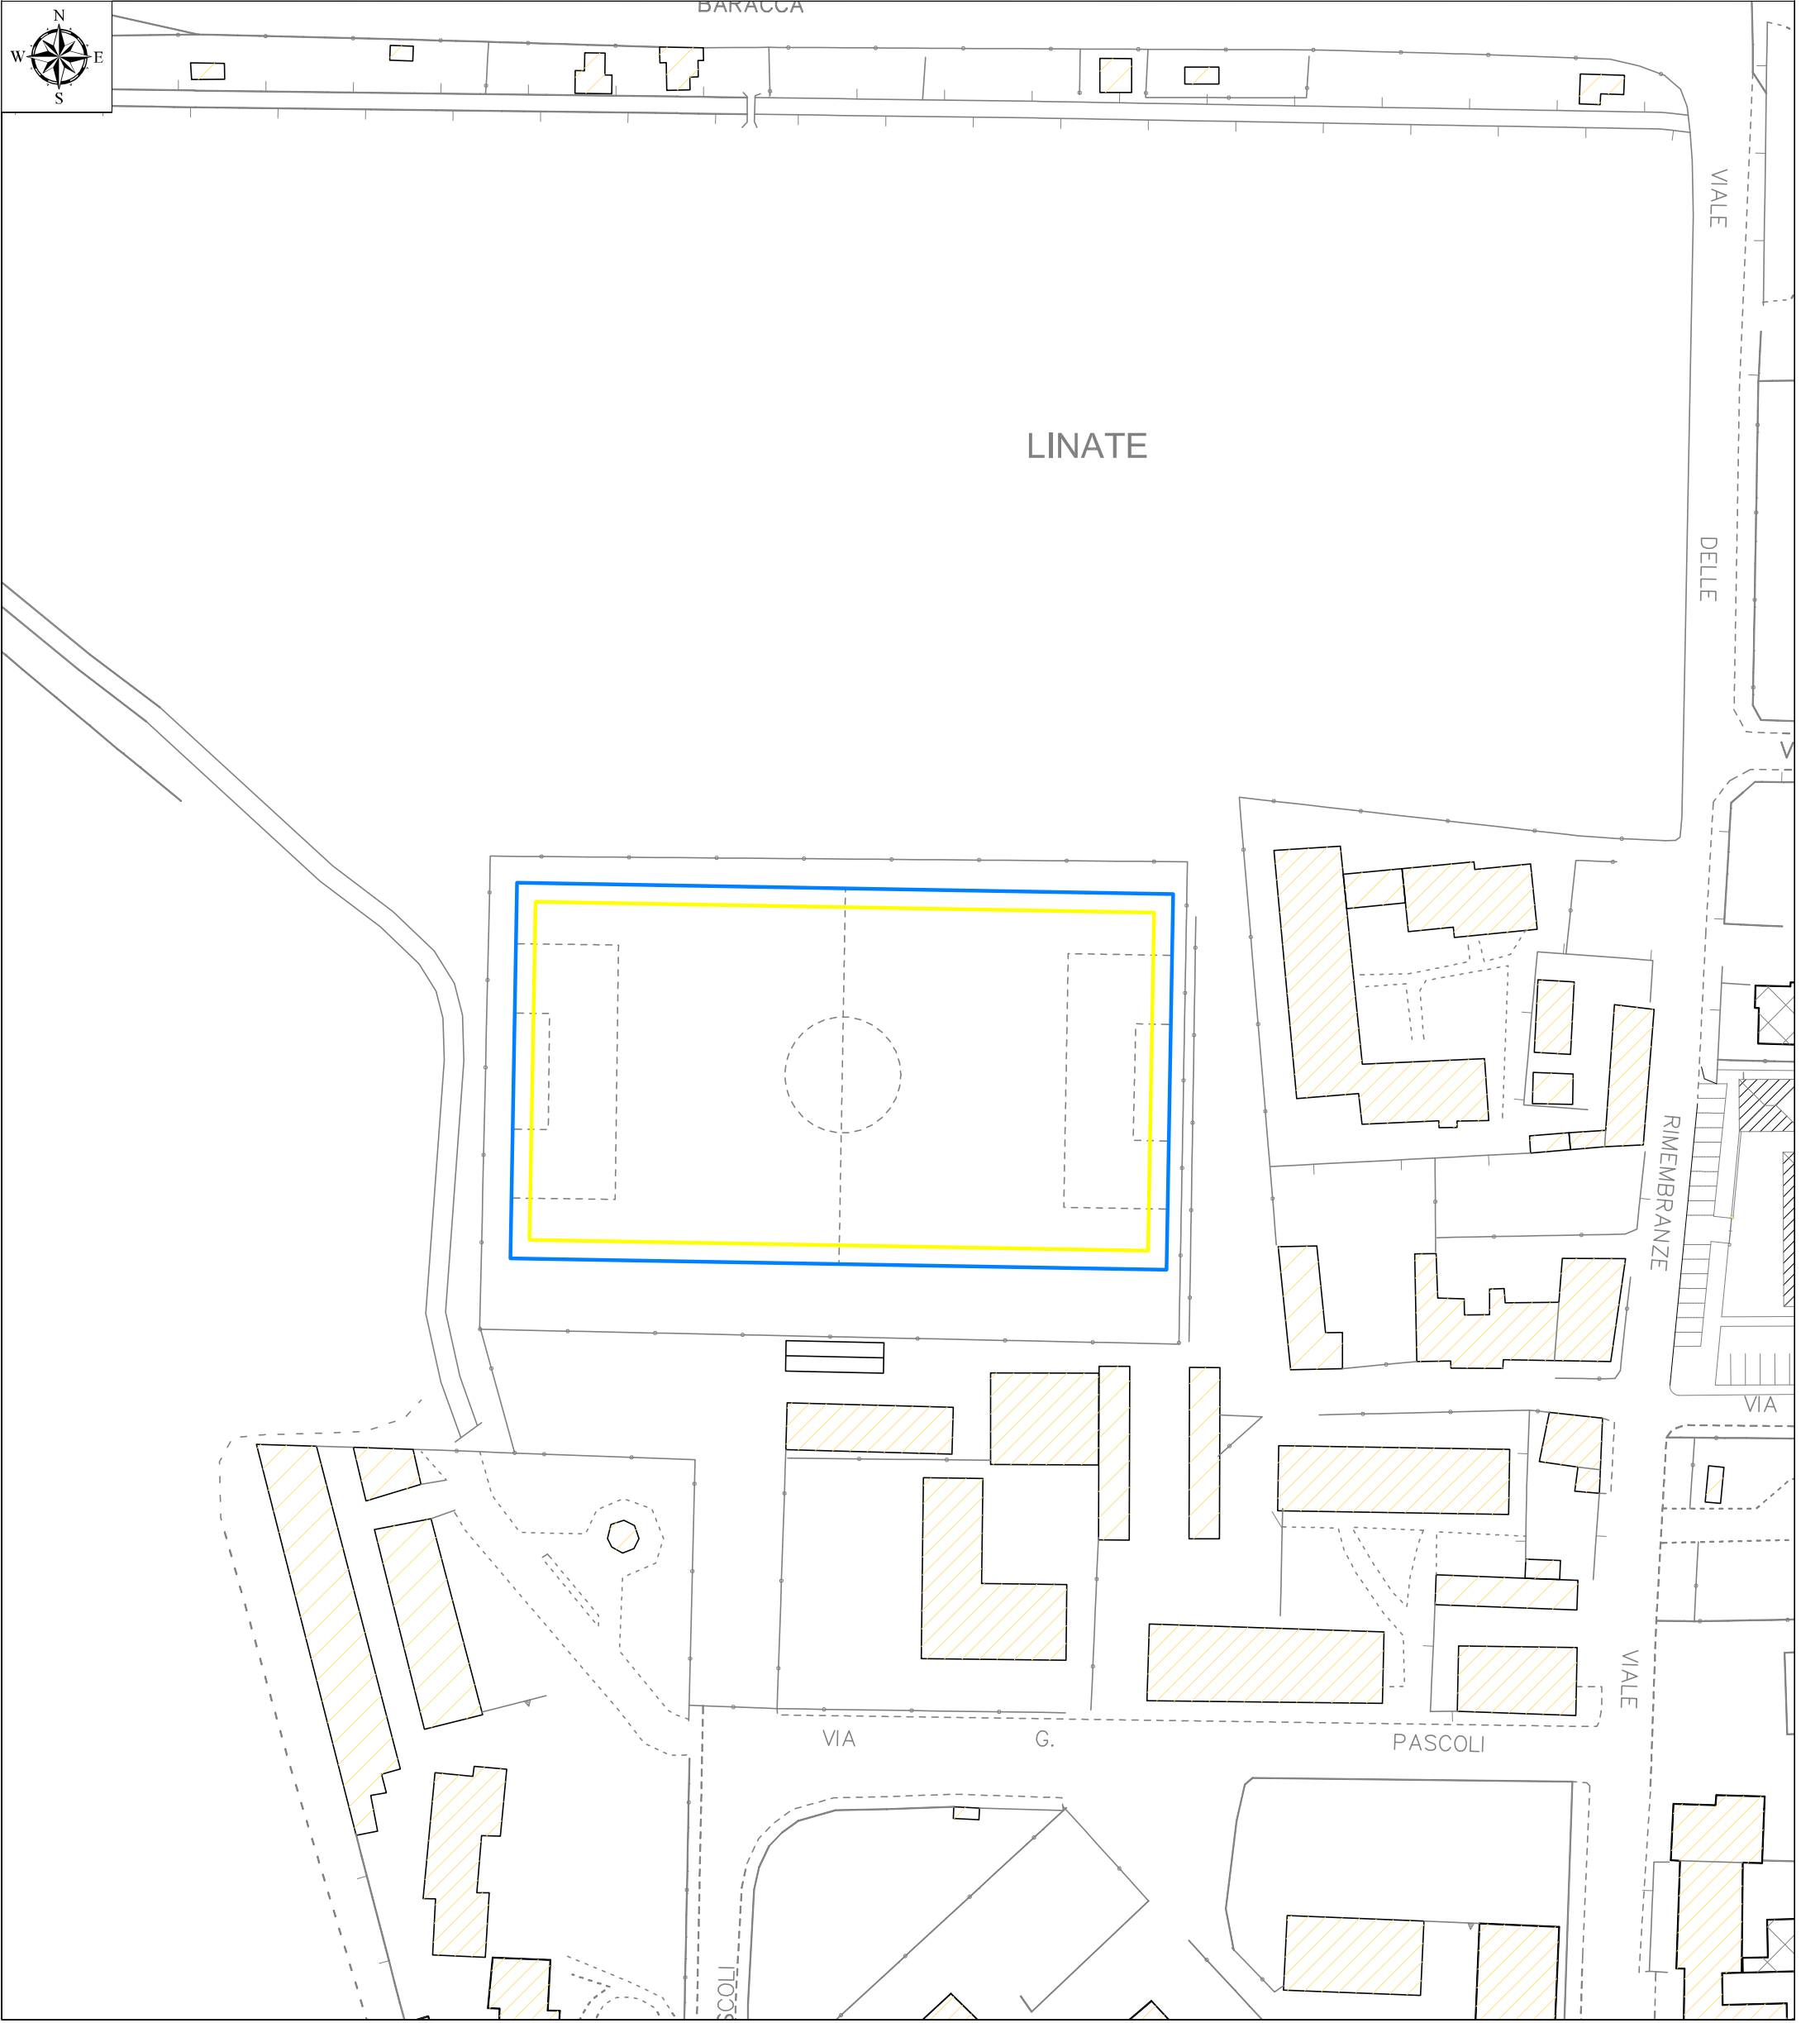 BARACCA
N
W E
S
VIALE
LINATE
DELLE
V
RIMEMBRANZE
VIA
VIALE
VIA G. PASCOLI
SCOLI